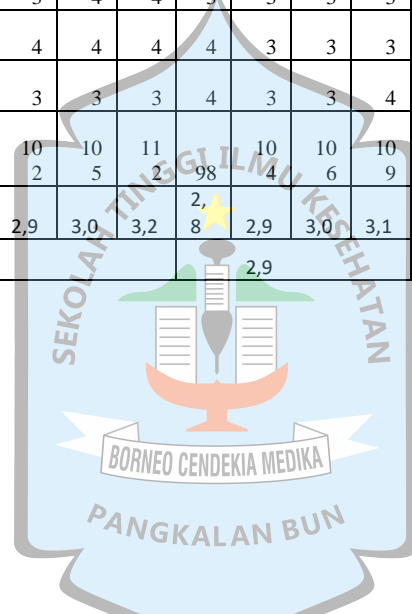 4 4 4 4 3 3 3
3 3 3 4 3 3 4
10 10 11 10 10 10
2 5 2 98 4 6 9
2,
2,9 3,0 3,2 8 2,9 3,0 3,1
2,9
SEKOLAH TINGGI ILMU KESEHATAN
BORNEO CENDEKIA MEDIKA
PANGKALAN BUN